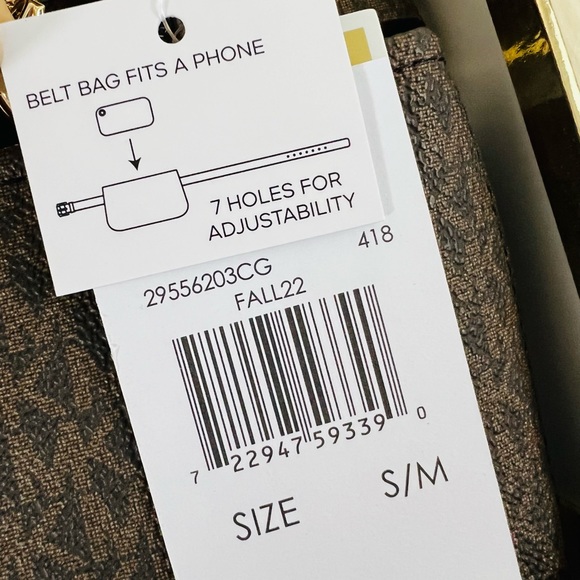 BELT BAG FITS A PHONE
7 HOLES FOR
ADJUSTABILITY
418
29556203CG
FALL22
7 22947 59339 0
SIZE S/M